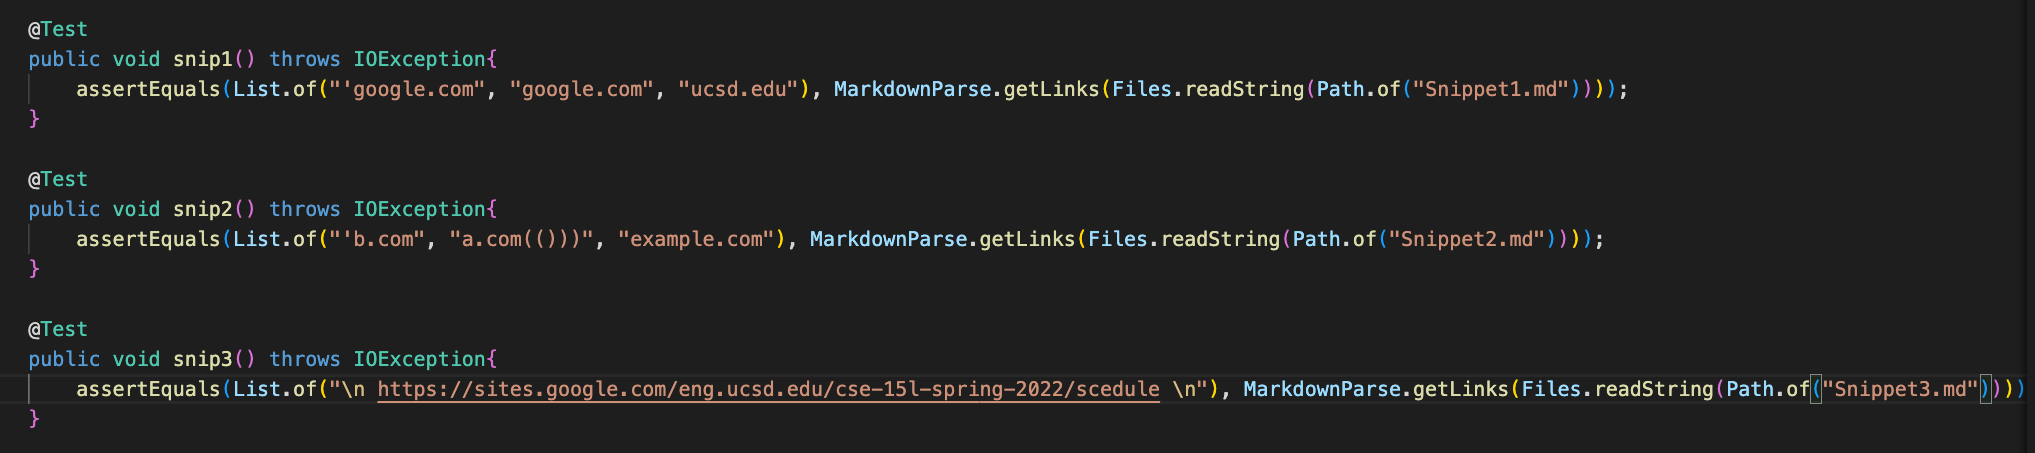 @Test
public void snip1() throws IOException{
assertEquals(List.of("'google.com", "google.com", "ucsd.edu"), MarkdownParse.getLinks(Files.readString(Path.of("Snippet1.md"))));
}
@Test
public void snip2() throws IOException{
assertEquals(List.of("'b.com", "a.com(()))", "example.com"), MarkdownParse.getLinks(Files.readString(Path.of("Snippet2.md"))));
}
@Test
public void snip3() throws IOException{
assertEquals(List.of("\n https://sites.google.com/eng.ucsd.edu/cse-15l-spring-2022/scedule \n"), MarkdownParse.getLinks(Files.readString(Path.of("Snippet3.md"))))
}